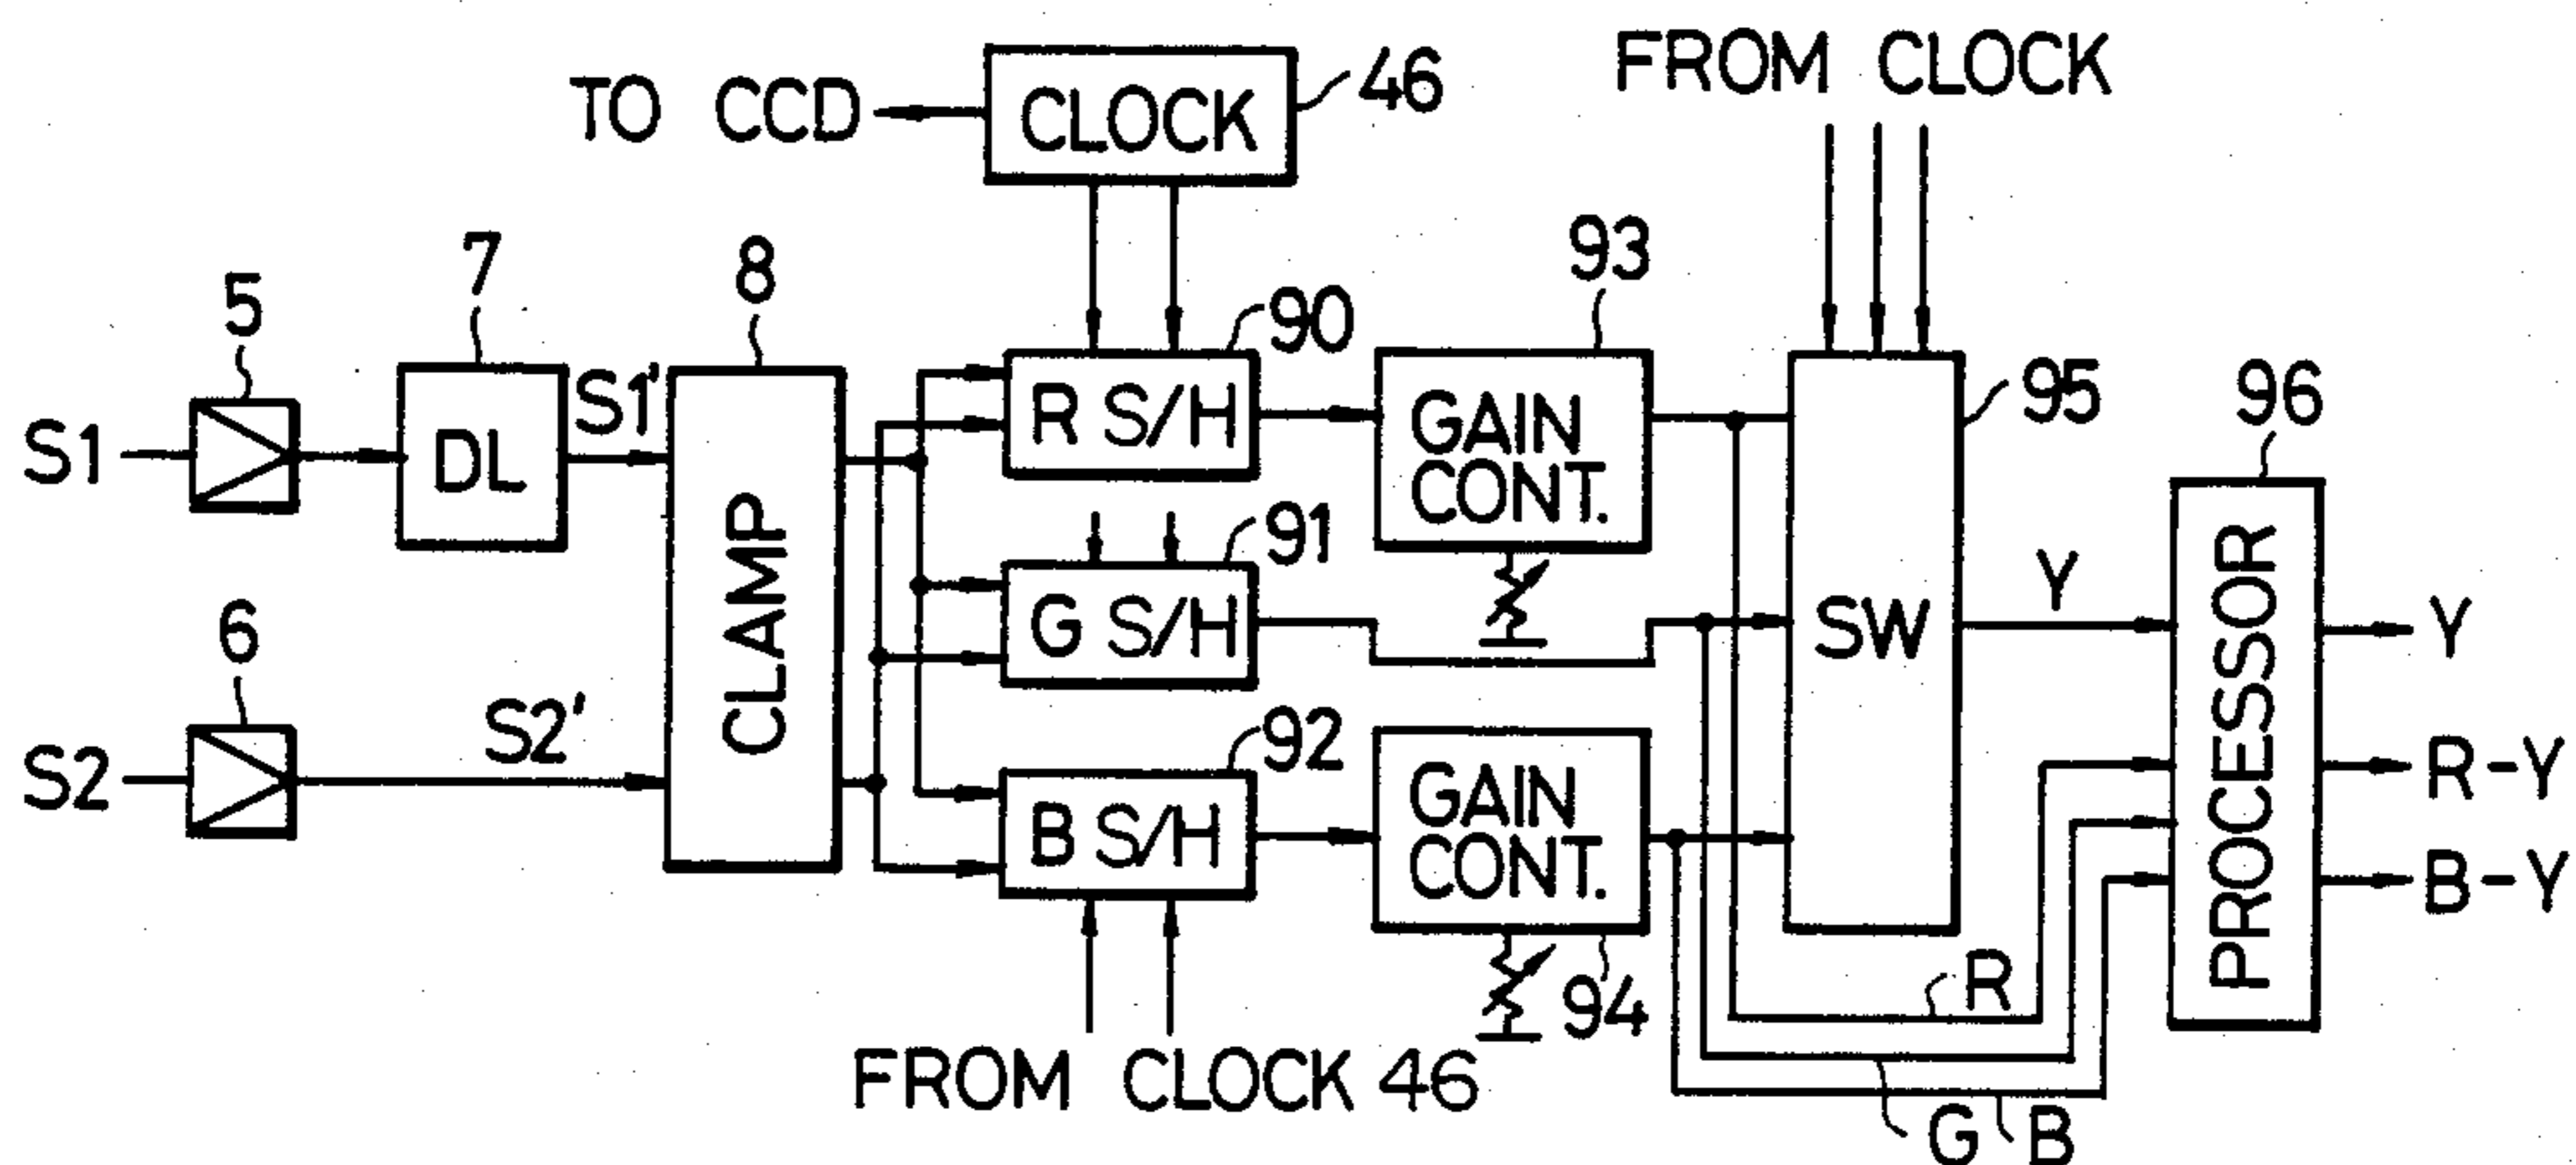 FROM CLOCK
TO CCD
CLOCK
46
5
7
8
90
93
95
96
S1
DL
S1'
CLAMP
R S/H
GAIN
CONT.
91
G S/H
SW
Y
PROCESSOR
Y
6
S2
S2'
92
B S/H
GAIN
CONT.
94
R-Y
B-Y
R
FROM CLOCK 46
G
B